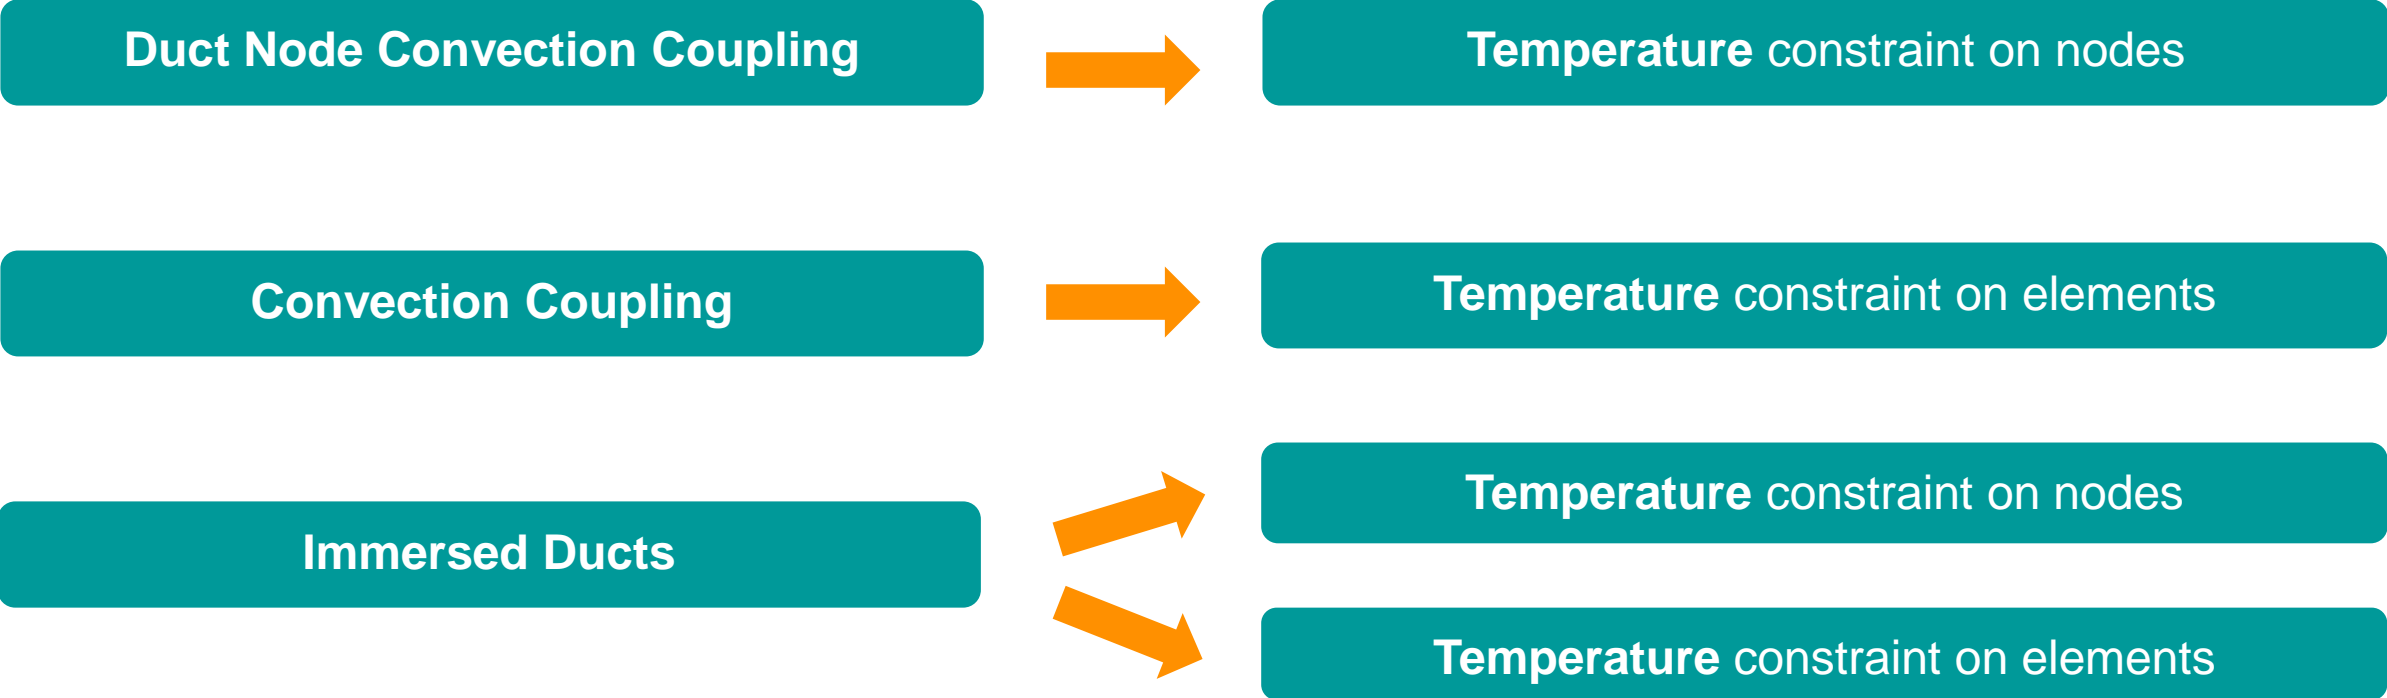 Duct Node Convection Coupling
Temperature constraint on nodes
Convection Coupling
Temperature constraint on elements
Immersed Ducts
Temperature constraint on nodes
Temperature constraint on elements